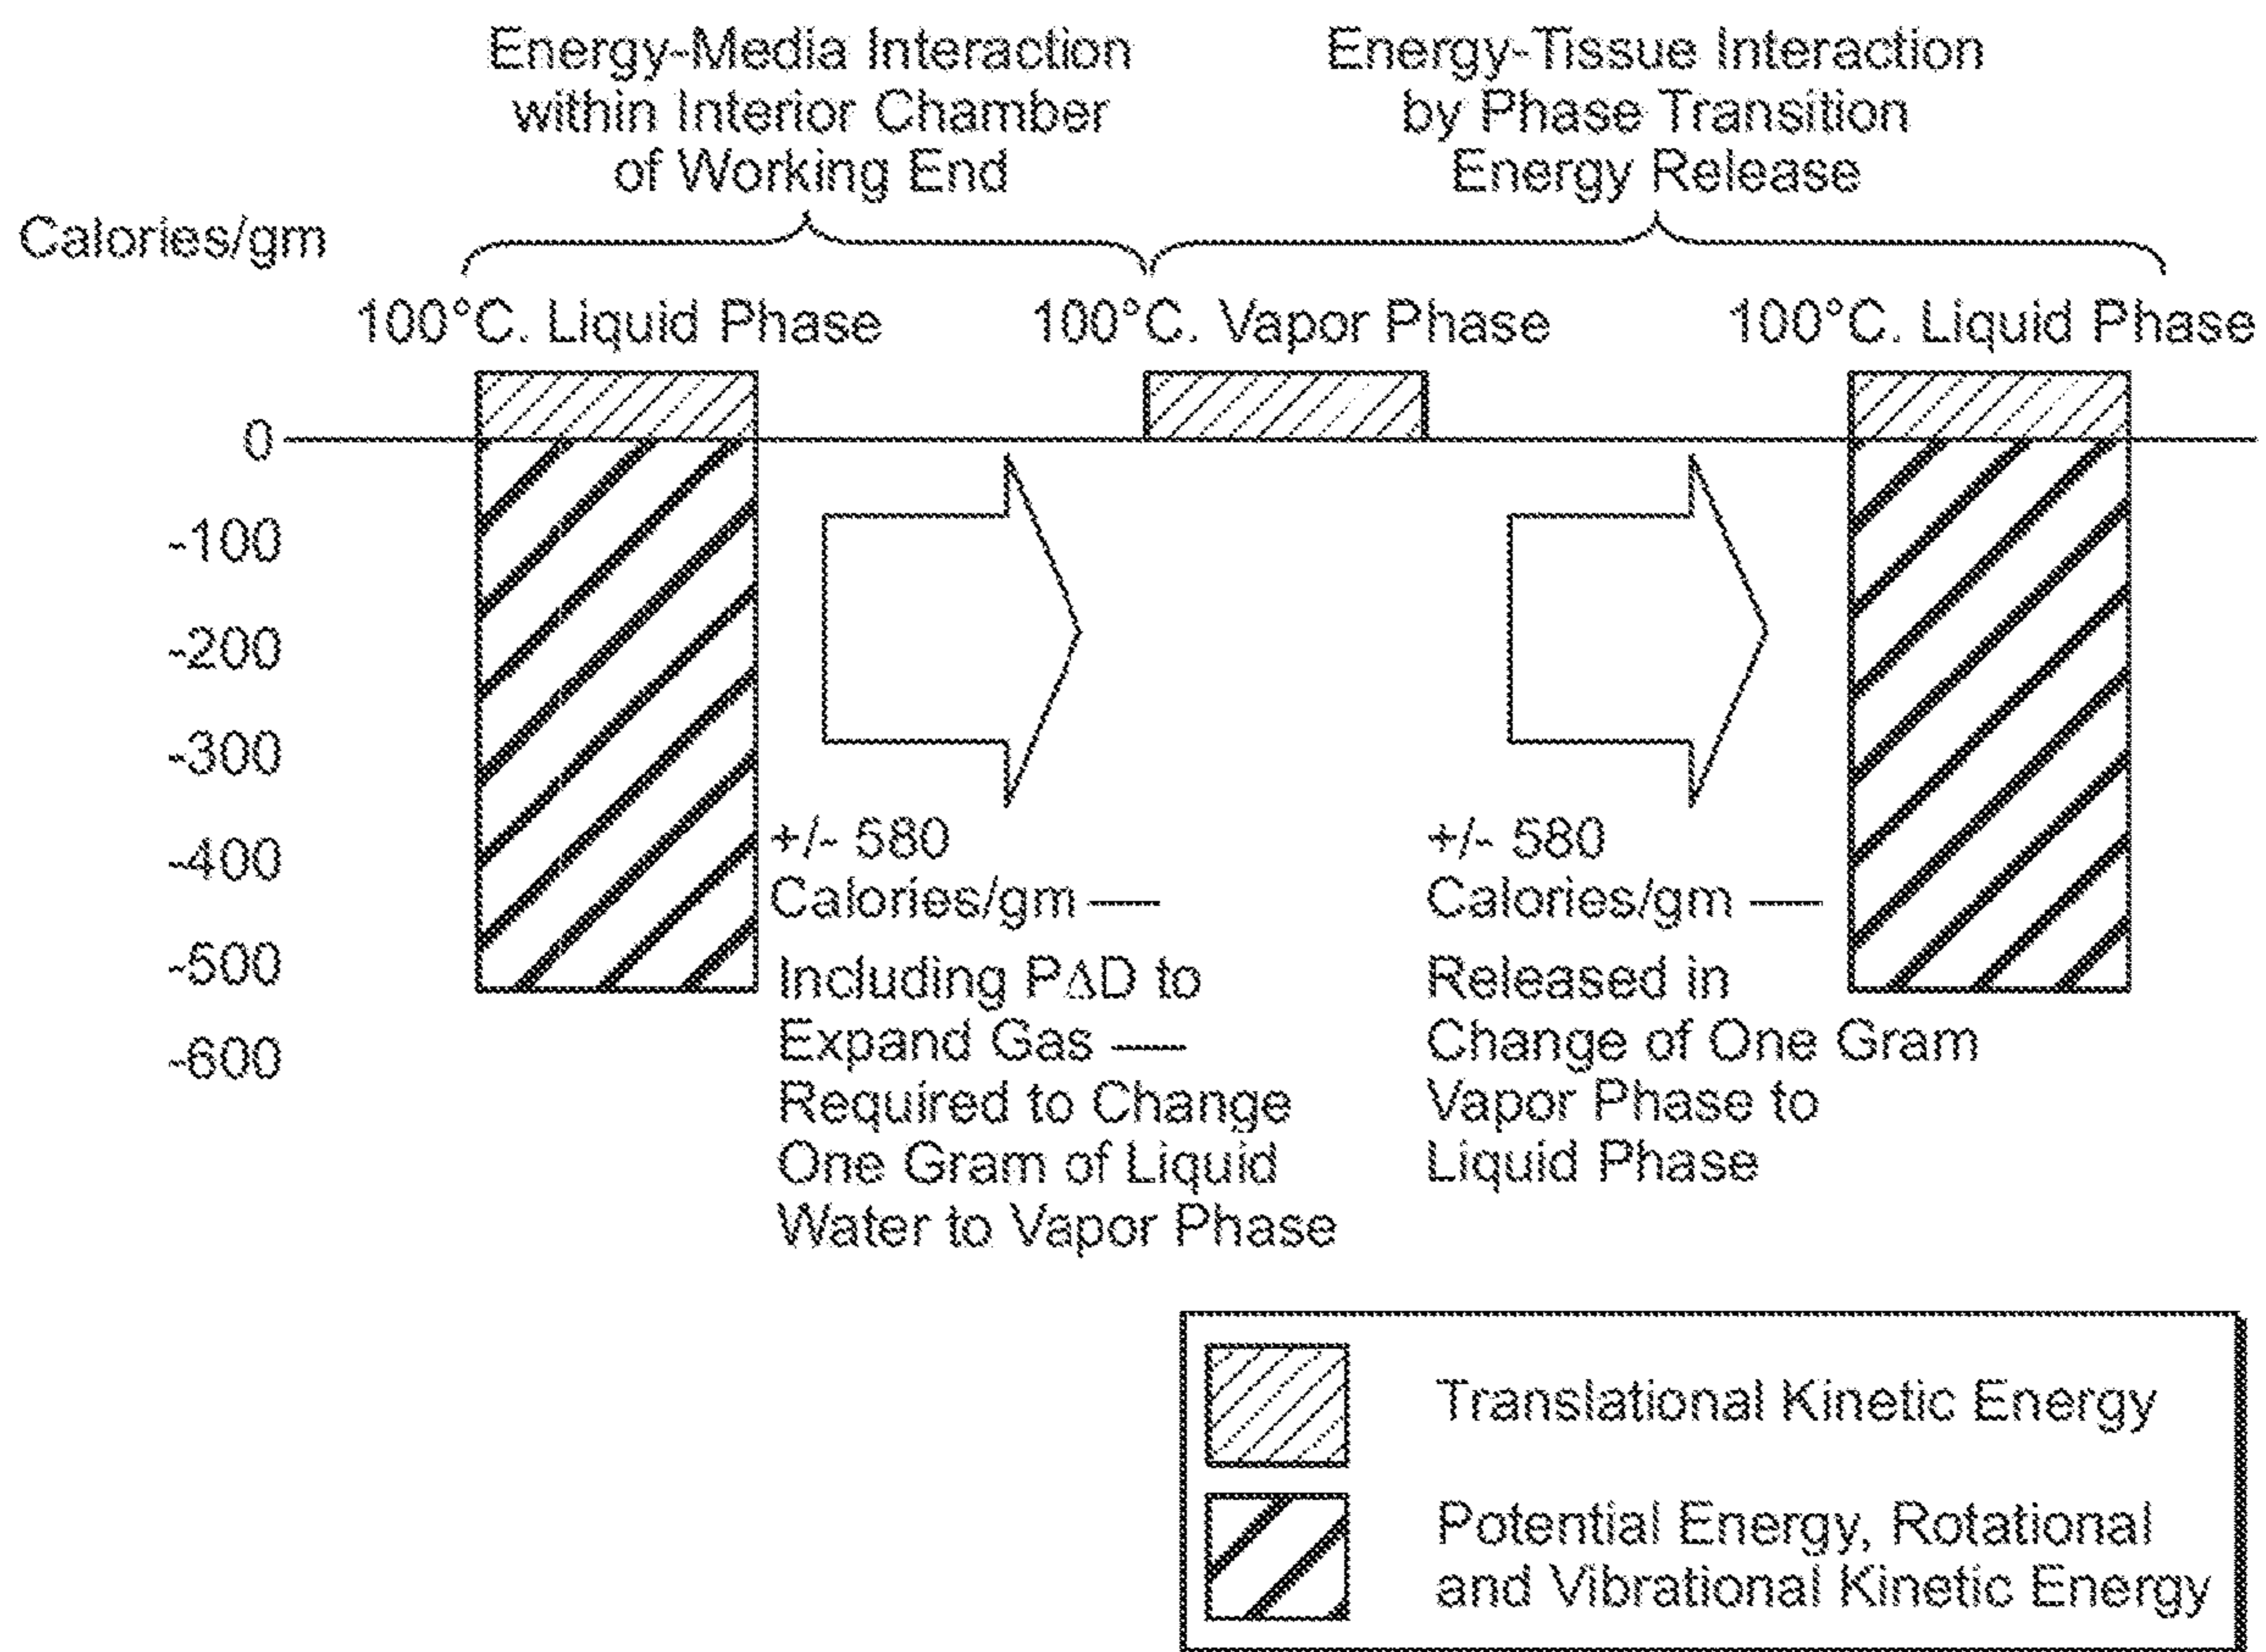 Energy-Media Interaction
within Interior Chamber
of Working End
Energy-Tissue Interaction
by Phase Transition
Energy Release
Calories/gm
100°C. Liquid Phase
100°C. Vapor Phase
100°C. Liquid Phase
0
-100
-200
-300
-400
-500
-600
+/- 580
Calories/gm —
Including PΔD to
Expand Gas —
Required to Change
One Gram of Liquid
Water to Vapor Phase
+/- 580
Calories/gm —
Released in
Change of One Gram
Vapor Phase to
Liquid Phase
Translational Kinetic Energy
Potential Energy, Rotational
and Vibrational Kinetic Energy